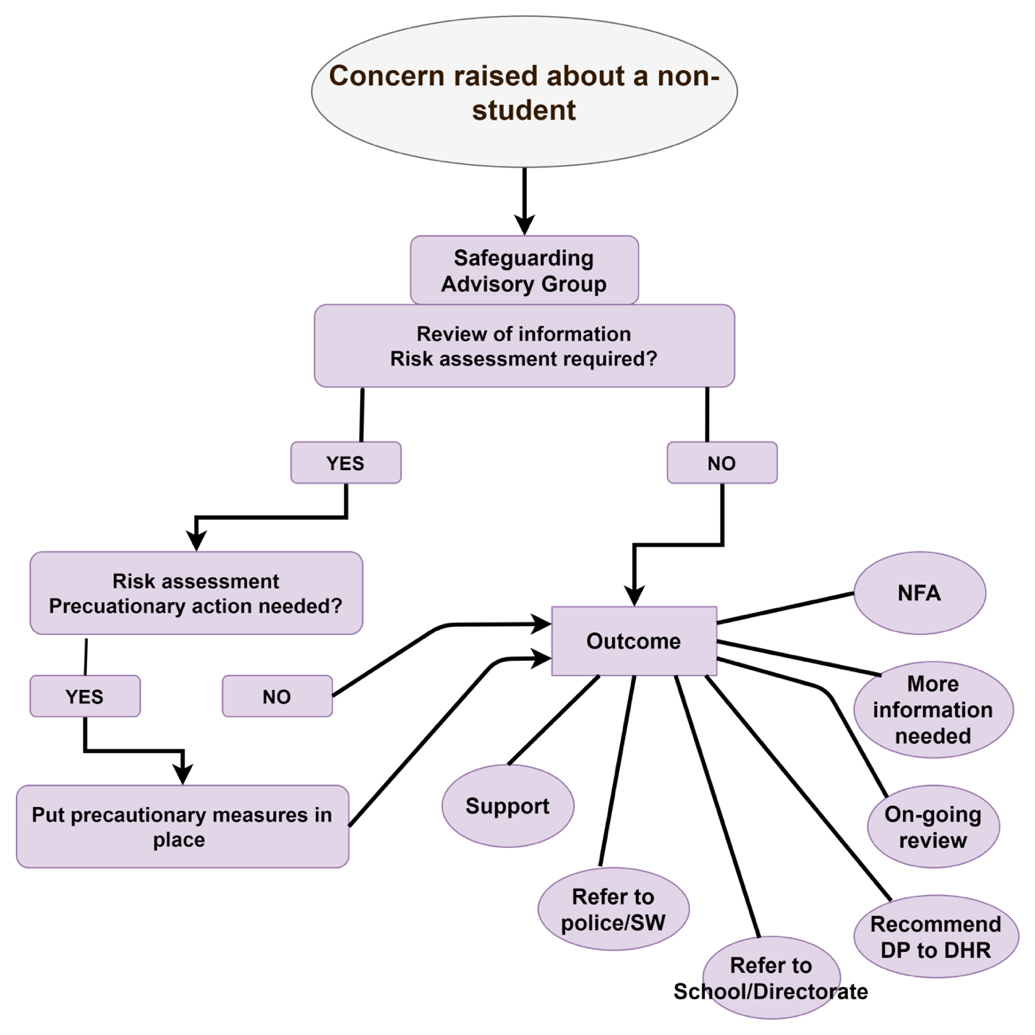 Concern raised about a non-
student
Safeguarding
Advisory Group
Review of information
Risk assessment required?
YES
NO
Risk assessment
Precuationary action needed?
YES
NO
Put precautionary measures in
place
Outcome
NFA
More
information
needed
On-going
review
Recommend
DP to DHR
Refer to
School/Directorate
Refer to
police/SW
Support